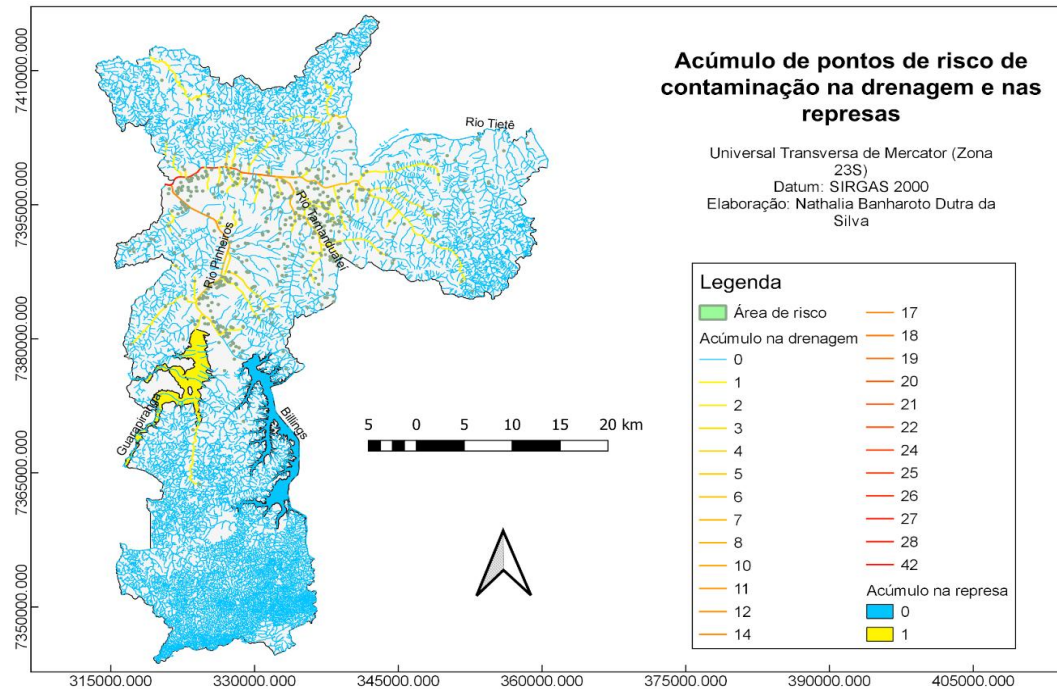 Acúmulo de pontos de risco de
contaminação na drenagem e nas
represas
Universal Transversa de Mercator (Zona
23S)
Datum: SIRGAS 2000
Elaboração: Nathalia Banharoto Dutra da
Silva
7410000.000
7395000.000
7380000.000
7365000.000
7350000.000
Rio Tietê
Rio Tamanduateí
Rio Pinheiros
Guarapiranga
Billings
5 0 5 10 15 20 km
Legenda
Área de risco
Acúmulo na drenagem
0
1
2
3
4
5
6
7
8
10
11
12
14
17
18
19
20
21
22
24
25
26
27
28
42
Acúmulo na represa
0
1
315000.000 330000.000 345000.000 360000.000 375000.000 390000.000 405000.000